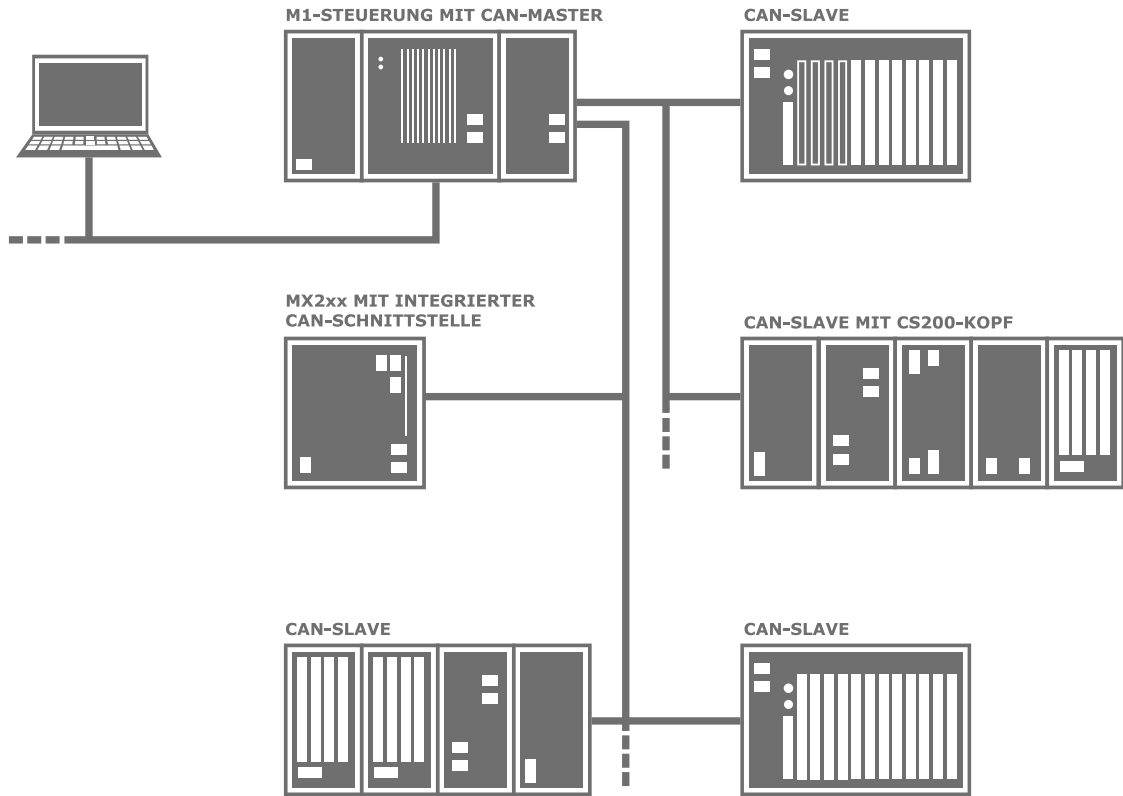 M1-STEUERUNG MIT CAN-MASTER
CAN-SLAVE
MX2xx MIT INTEGRIERTER
CAN-SCHNITTSTELLE
CAN-SLAVE MIT CS200-KOPF
CAN-SLAVE
CAN-SLAVE